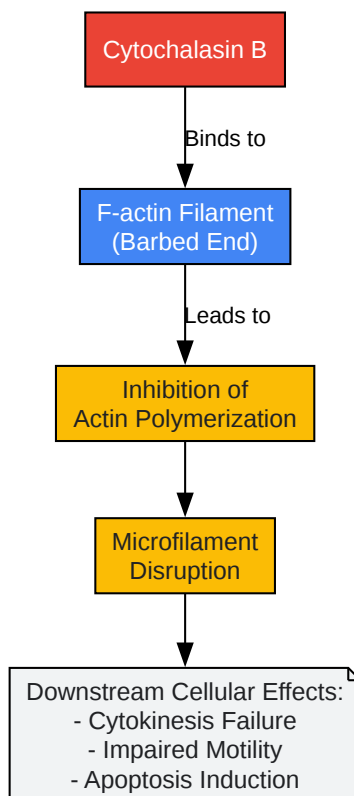 Cytochalasin B
Binds to
F-actin Filament
(Barbed End)
Leads to
Inhibition of
Actin Polymerization
Microfilament
Disruption
Downstream Cellular Effects:
- Cytokinesis Failure
- Impaired Motility
- Apoptosis Induction